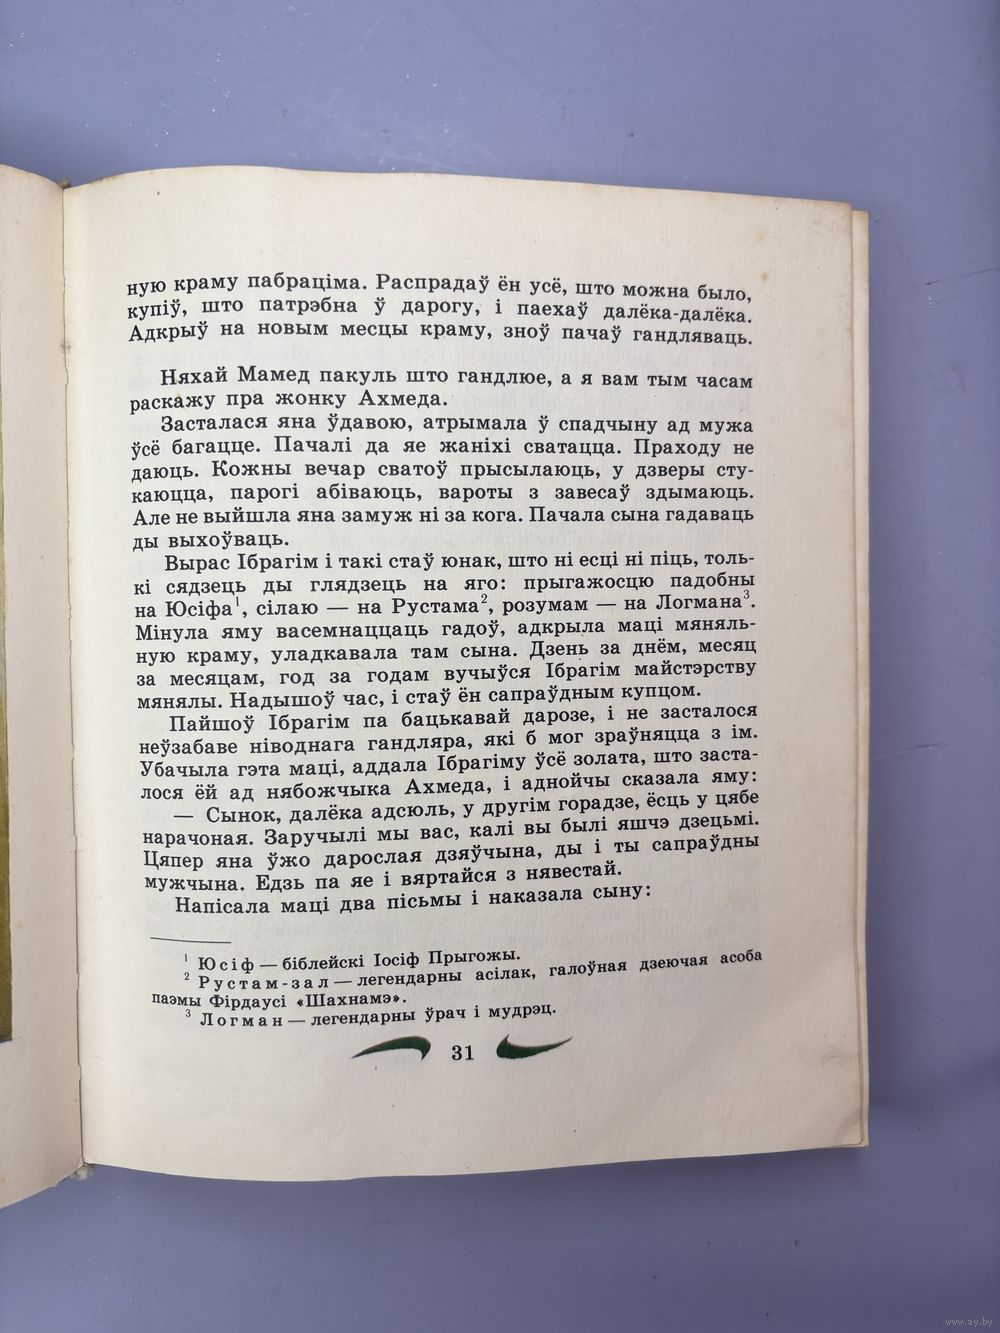 ную краму пабраціма. Распрадаў ён усё, што можна было,
купіў, што патрэбна ў дарогу, і паехаў далёка-далёка.
Адкрыў на новым месцы краму, зноў пачаў гандляваць.
Няхай Мамед пакуль што гандлюе, а я вам тым часам
раскажу пра жонку Ахмеда.
Засталася яна ўдавою, атрымала ў спадчыну ад мужа
ўсё багацце. Пачалі да яе жаніхі сватацца. Праходу не
даюць. Кожны вечар сватоў прысылаюць, у дзверы сту-
каюцца, парогі абіваюць, вароты з завесаў здымаюць.
Але не выйшла яна замуж ні за кога. Пачала сына гадаваць
ды выхоўваць.
Вырас Ібрагім і такі стаў юнак, што ні есці ні піць, толь-
кі сядзець ды глядзець на яго: прыгажосцю падобны
на Юсіфа¹, сілаю — на Рустама², розумам — на Логмана³.
Мінула яму васемнаццаць гадоў, адкрыла маці мяняль-
ную краму, уладкавала там сына. Дзень за днём, месяц
за месяцам, год за годам вучыўся Ібрагім майстэрству
мянялы. Надышоў час, і стаў ён сапраўдным купцом.
Пайшоў Ібрагім па бацькавай дарозе, і не засталося
неўзабаве ніводнага гандляра, які б мог зраўняцца з ім.
Убачыла гэта маці, аддала Ібрагіму ўсё золата, што заста-
лося ёй ад нябожчыка Ахмеда, і аднойчы сказала яму:
— Сынок, далёка адсюль, у другім горадзе, ёсць у цябе
нарачоная. Заручылі мы вас, калі вы былі яшчэ дзецьмі.
Цяпер яна ўжо дарослая дзяўчына, ды і ты сапраўдны
мужчына. Едзь па яе і вяртайся з нявестай.
Напісала маці два пісьмы і наказала сыну:
¹ Юсіф — біблейскі Іосіф Прыгожы.
² Рустам-зал — легендарны асілак, галоўная дзеючая асоба
паэмы Фірдаусі «Шахнамэ».
³ Логман — легендарны ўрач і мудрэц.
31
www.ay.by